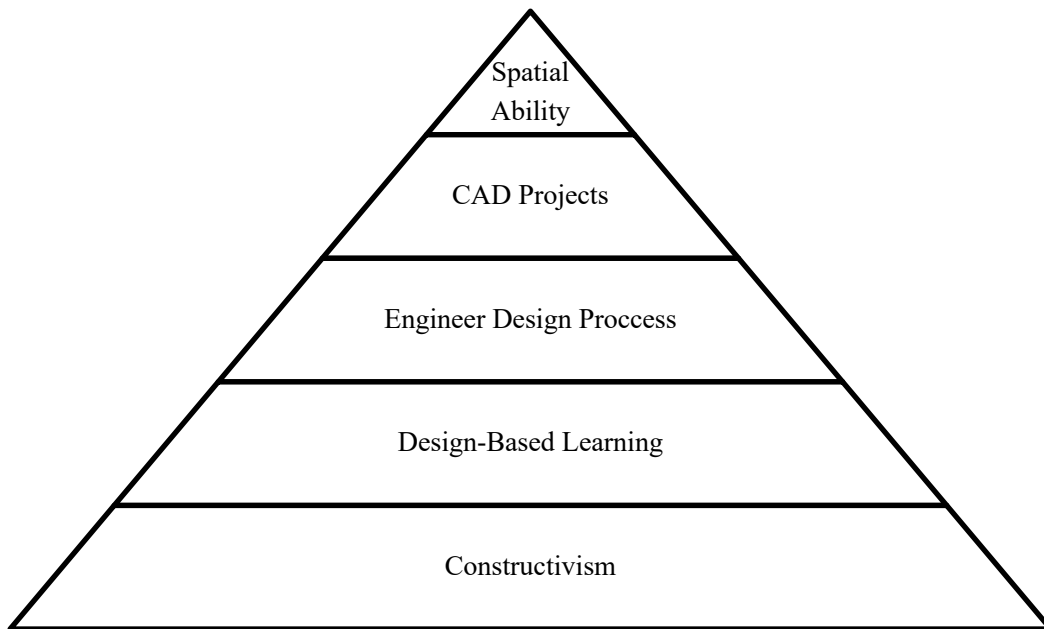 Spatial
Ability
CAD Projects
Engineer Design Proccess
Design-Based Learning
Constructivism